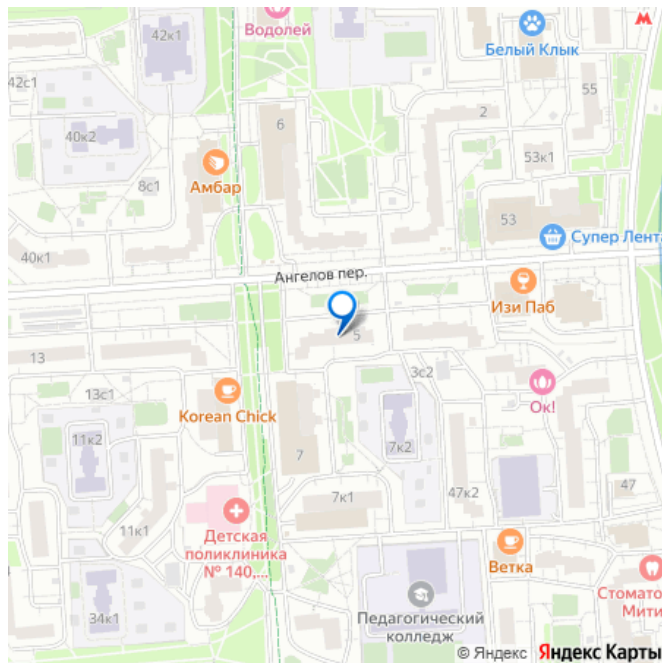 42к1
Водолей
Белый Клык
42с1
55
2
6
40к2
53к1
8с1
Амбар
53
Супер Лента
40к1
Ангелов пер.
Изи Паб
5
13
3с2
13с1
Ок!
Korean Chick
11к2
7к2
7
47
7к1
47к2
11к1
Детская
поликлиника
№ 140,...
Ветка
Стомато
Мити
34к1
Педагогический
колледж
© Яндекс Яндекс Карты